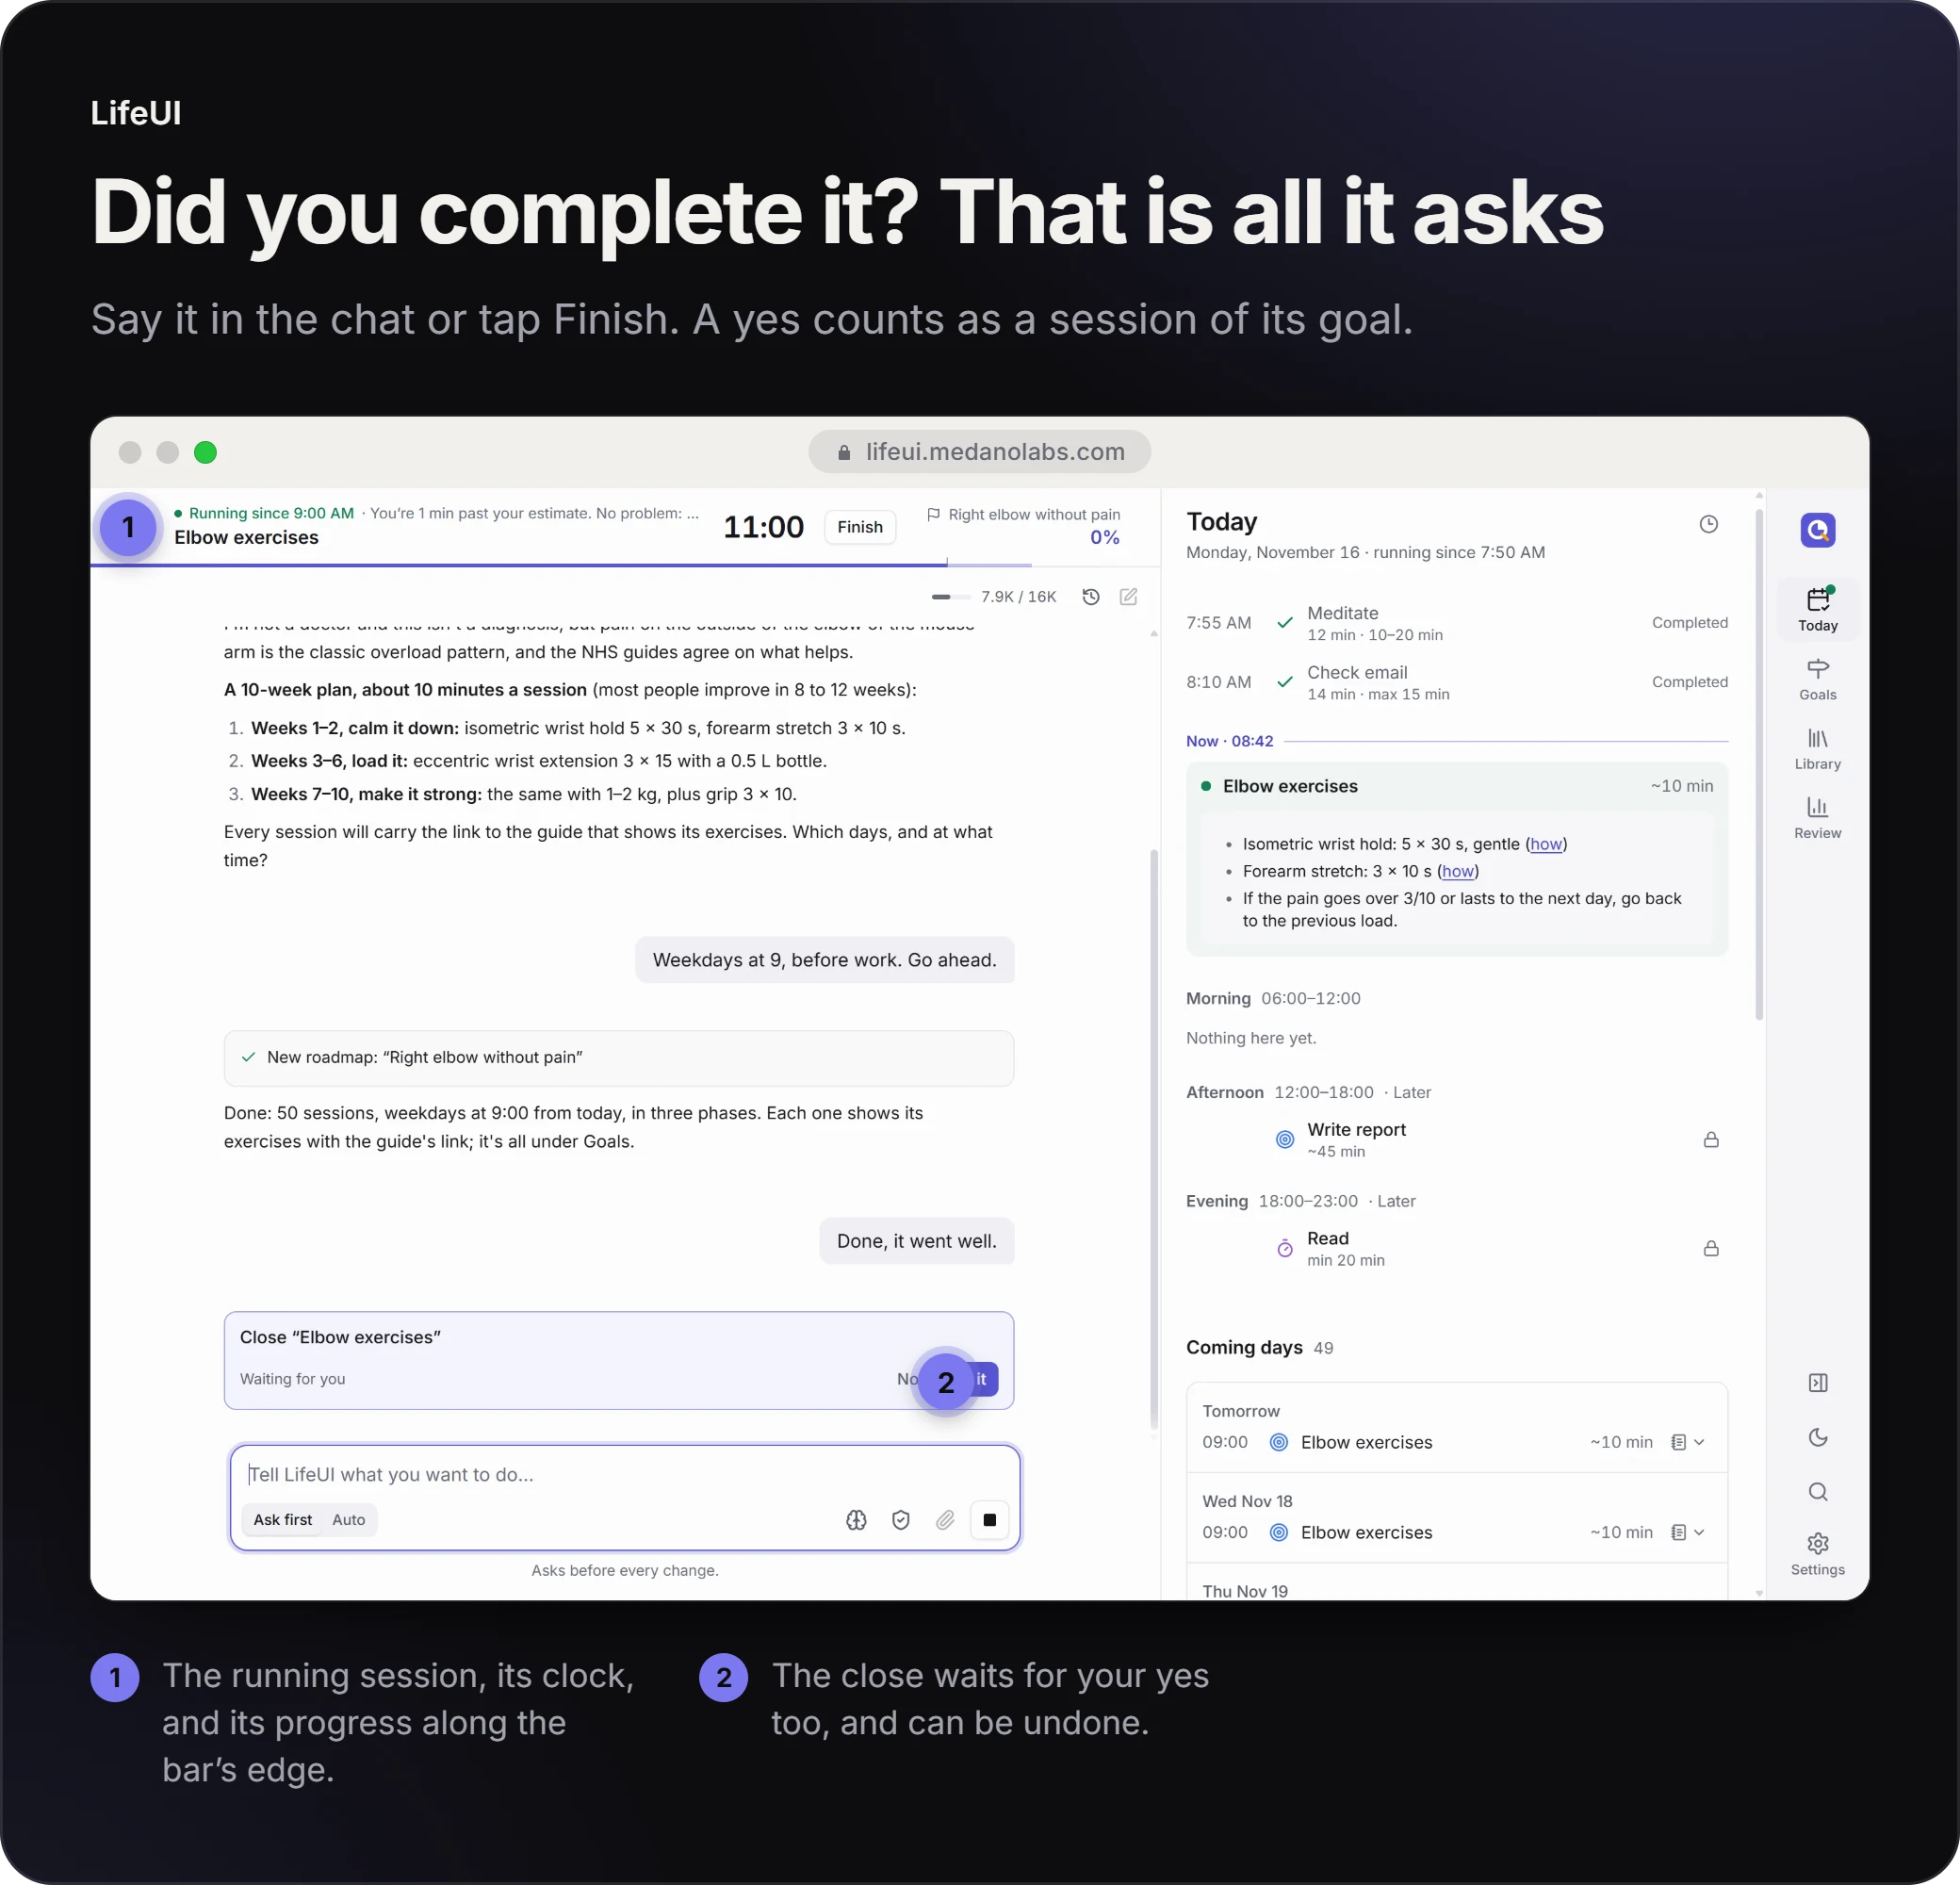 LifeUI
Did you complete it? That is all it asks
Say it in the chat or tap Finish. A yes counts as a session of its goal.
lifeui.medanolabs.com
1
Running since 9:00 AM · You're 1 min past your estimate. No problem: ...
Elbow exercises
11:00
Finish
Right elbow without pain
0%
7.9K / 16K
I'm not a doctor and this isn't a diagnosis, but pain on the outside of the elbow of the mouse
arm is the classic overload pattern, and the NHS guides agree on what helps.
A 10-week plan, about 10 minutes a session (most people improve in 8 to 12 weeks):
1. Weeks 1–2, calm it down: isometric wrist hold 5 × 30 s, forearm stretch 3 × 10 s.
2. Weeks 3–6, load it: eccentric wrist extension 3 × 15 with a 0.5 L bottle.
3. Weeks 7–10, make it strong: the same with 1–2 kg, plus grip 3 × 10.
Every session will carry the link to the guide that shows its exercises. Which days, and at what
time?
Weekdays at 9, before work. Go ahead.
New roadmap: “Right elbow without pain”
Done: 50 sessions, weekdays at 9:00 from today, in three phases. Each one shows its
exercises with the guide's link; it's all under Goals.
Done, it went well.
Close “Elbow exercises”
Waiting for you
No
2
it
Tell LifeUI what you want to do...
Ask first
Auto
Asks before every change.
Today
Monday, November 16 · running since 7:50 AM
7:55 AM
Meditate
12 min · 10–20 min
Completed
8:10 AM
Check email
14 min · max 15 min
Completed
Now · 08:42
Elbow exercises
~10 min
• Isometric wrist hold: 5 × 30 s, gentle (how)
• Forearm stretch: 3 × 10 s (how)
• If the pain goes over 3/10 or lasts to the next day, go back
to the previous load.
Morning 06:00–12:00
Nothing here yet.
Afternoon 12:00–18:00 · Later
Write report
~45 min
Evening 18:00–23:00 · Later
Read
min 20 min
Coming days 49
Tomorrow
09:00
Elbow exercises
~10 min
Wed Nov 18
09:00
Elbow exercises
~10 min
Thu Nov 19
Today
Goals
Library
Review
Settings
1
The running session, its clock,
and its progress along the
bar’s edge.
2
The close waits for your yes
too, and can be undone.